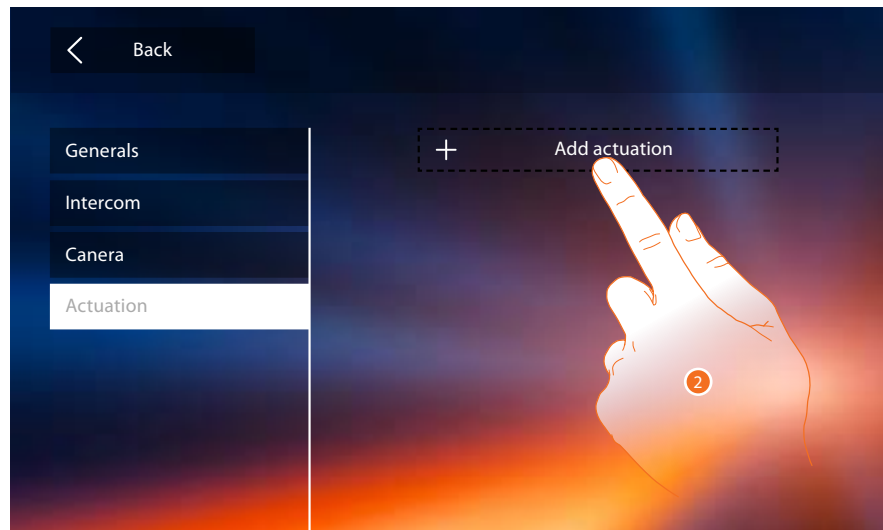 Back
Generals
Add actuation
Intercom
Canera
Actuation
2